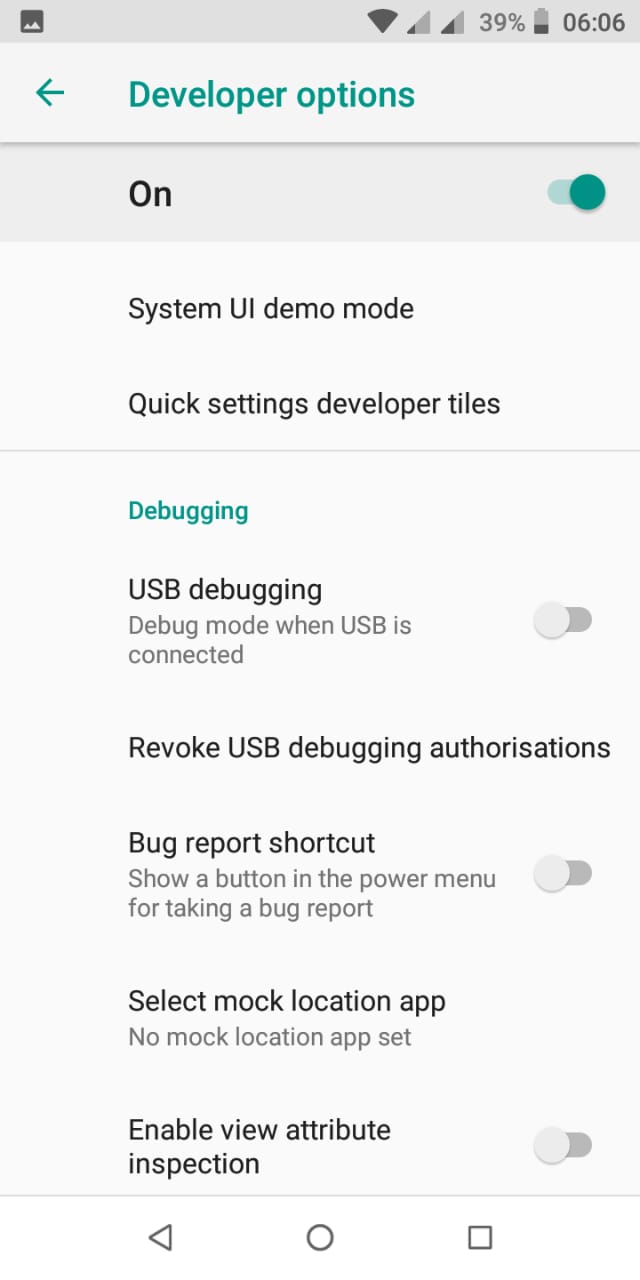 39% 06:06
Developer options
On
System UI demo mode
Quick settings developer tiles
Debugging
USB debugging
Debug mode when USB is
connected
Revoke USB debugging authorisations
Bug report shortcut
Show a button in the power menu
for taking a bug report
Select mock location app
No mock location app set
Enable view attribute
inspection